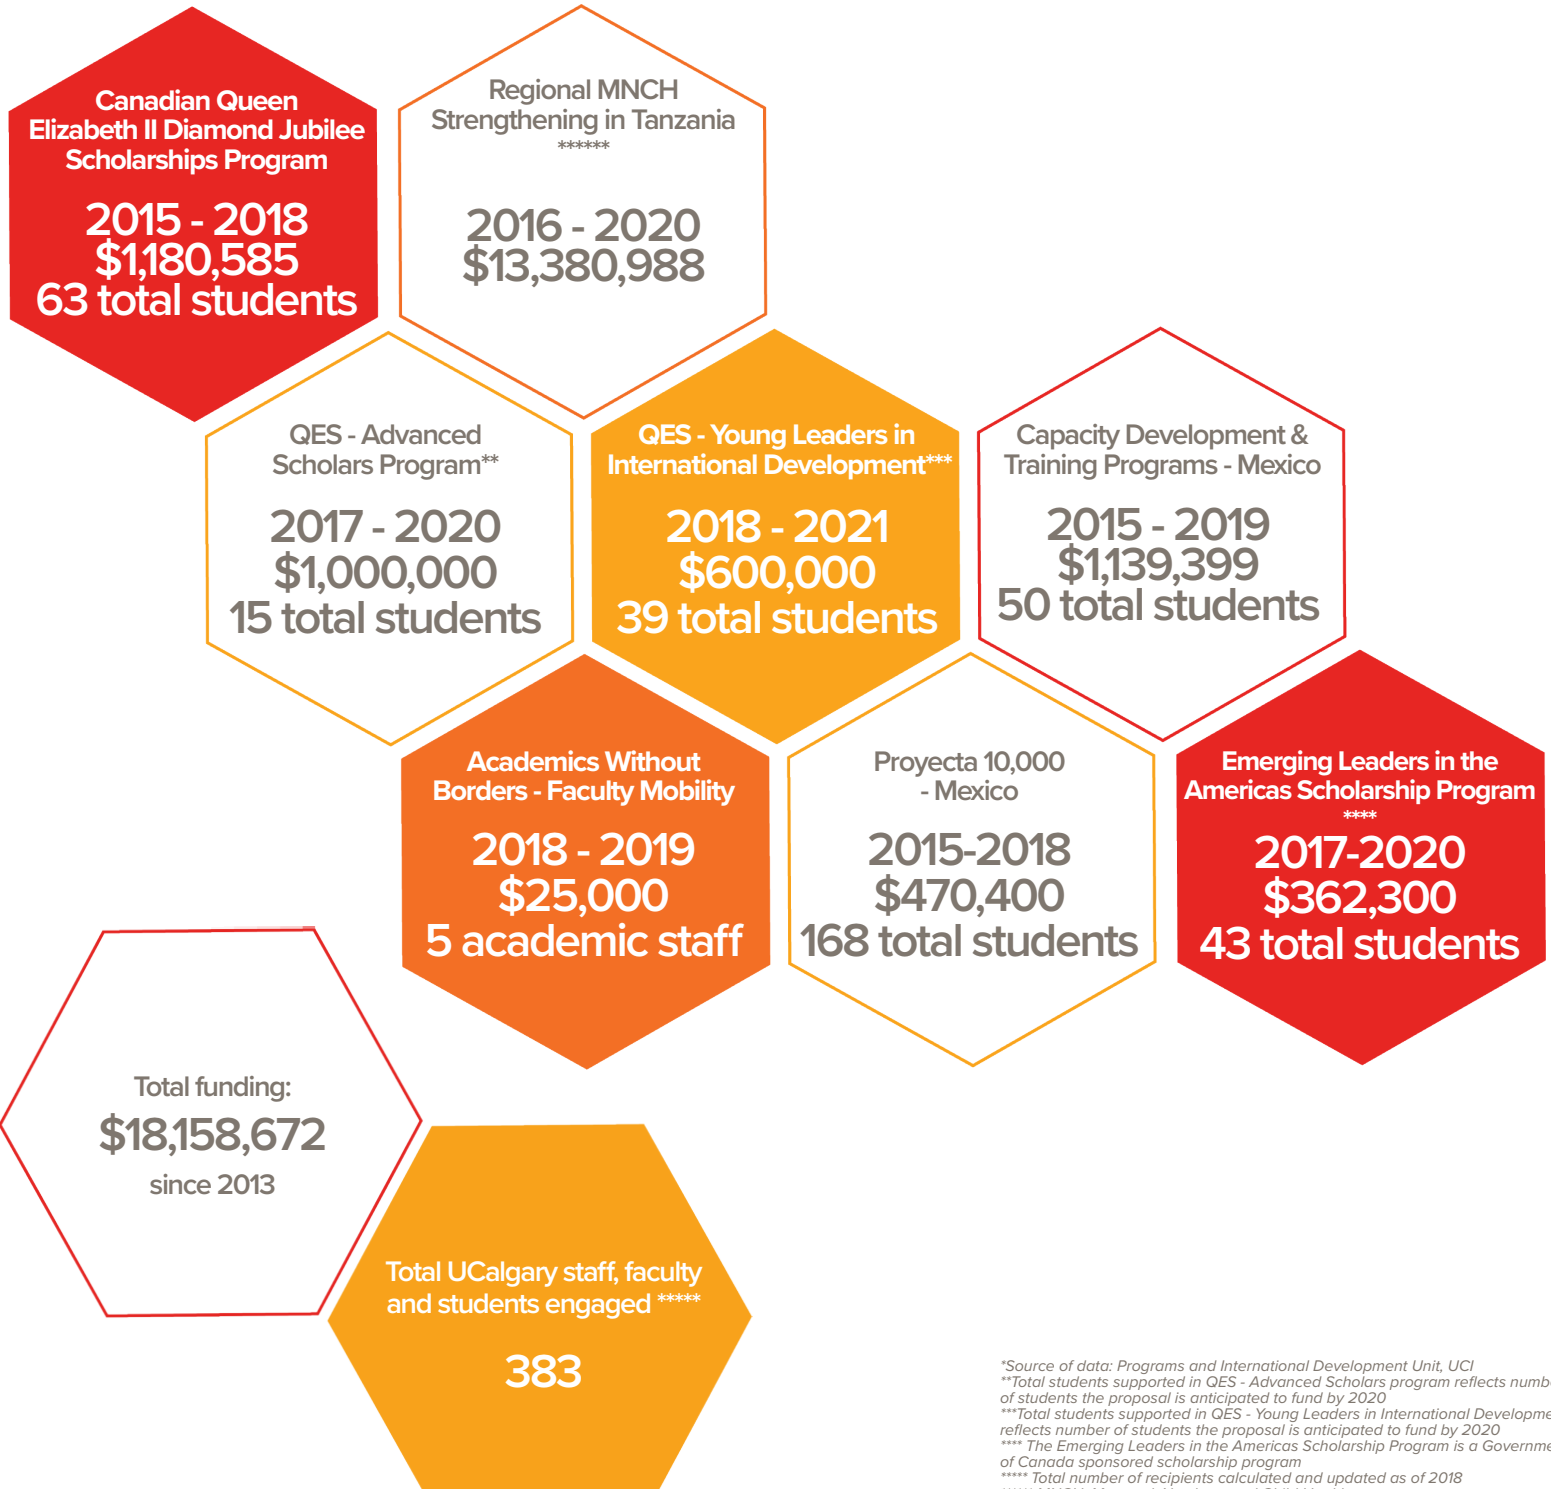 Canadian Queen
Elizabeth II Diamond Jubilee
Scholarships Program
2015 - 2018
$1,180,585
63 total students
Regional MNCH
Strengthening in Tanzania
******
2016 - 2020
$13,380,988
QES - Advanced
Scholars Program**
2017 - 2020
$1,000,000
15 total students
QES - Young Leaders in
International Development***
2018 - 2021
$600,000
39 total students
Capacity Development &
Training Programs - Mexico
2015 - 2019
$1,139,399
50 total students
Academics Without
Borders - Faculty Mobility
2018 - 2019
$25,000
5 academic staff
Proyecta 10,000
- Mexico
2015-2018
$470,400
168 total students
Emerging Leaders in the
Americas Scholarship Program
****
2017-2020
$362,300
43 total students
Total funding:
$18,158,672
since 2013
Total UCalgary staff, faculty
and students engaged *****
383
*Source of data: Programs and International Development Unit, UCI
**Total students supported in QES - Advanced Scholars program reflects numb
of students the proposal is anticipated to fund by 2020
***Total students supported in QES - Young Leaders in International Developme
reflects number of students the proposal is anticipated to fund by 2020
**** The Emerging Leaders in the Americas Scholarship Program is a Governme
of Canada sponsored scholarship program
***** Total number of recipients calculated and updated as of 2018